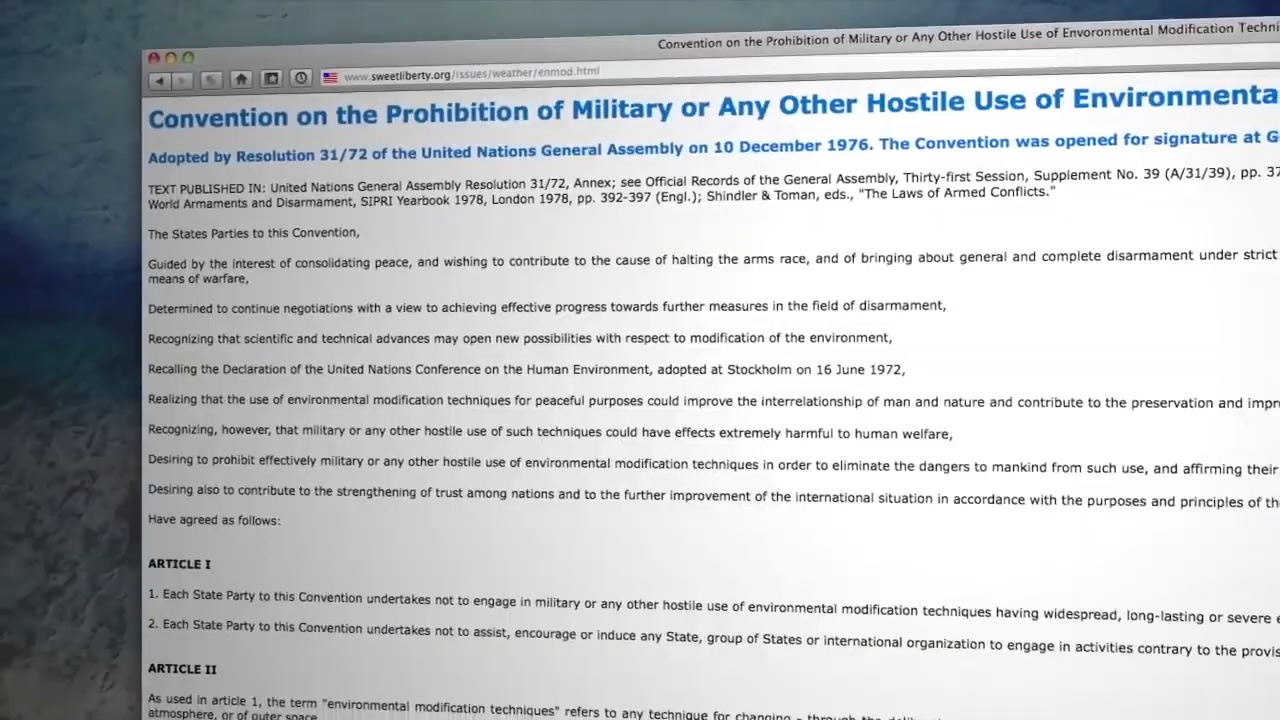 Convention on the Prohibition of Military or Any Other Hostile Use of Envoronmental Modification Techni
www.sweetliberty.org/issues/weather/enmod.html
Convention on the Prohibition of Military or Any Other Hostile Use of Environmenta
Adopted by Resolution 31/72 of the United Nations General Assembly on 10 December 1976. The Convention was opened for signature at G
TEXT PUBLISHED IN: United Nations General Assembly Resolution 31/72, Annex; see Official Records of the General Assembly, Thirty-first Session, Supplement No. 39 (A/31/39), pp. 37
World Armaments and Disarmament, SIPRI Yearbook 1978, London 1978, pp. 392-397 (Engl.); Shindler & Toman, eds., "The Laws of Armed Conflicts."
The States Parties to this Convention,
Guided by the interest of consolidating peace, and wishing to contribute to the cause of halting the arms race, and of bringing about general and complete disarmament under strict
means of warfare,
Determined to continue negotiations with a view to achieving effective progress towards further measures in the field of disarmament,
Recognizing that scientific and technical advances may open new possibilities with respect to modification of the environment,
Recalling the Declaration of the United Nations Conference on the Human Environment, adopted at Stockholm on 16 June 1972,
Realizing that the use of environmental modification techniques for peaceful purposes could improve the interrelationship of man and nature and contribute to the preservation and impr
Recognizing, however, that military or any other hostile use of such techniques could have effects extremely harmful to human welfare,
Desiring to prohibit effectively military or any other hostile use of environmental modification techniques in order to eliminate the dangers to mankind from such use, and affirming their
Desiring also to contribute to the strengthening of trust among nations and to the further improvement of the international situation in accordance with the purposes and principles of th
Have agreed as follows:
ARTICLE I
1. Each State Party to this Convention undertakes not to engage in military or any other hostile use of environmental modification techniques having widespread, long-lasting or severe e
2. Each State Party to this Convention undertakes not to assist, encourage or induce any State, group of States or international organization to engage in activities contrary to the provis
ARTICLE II
As used in article 1, the term "environmental modification techniques" refers to any technique for changing - through the
atmosphere, or of outer space